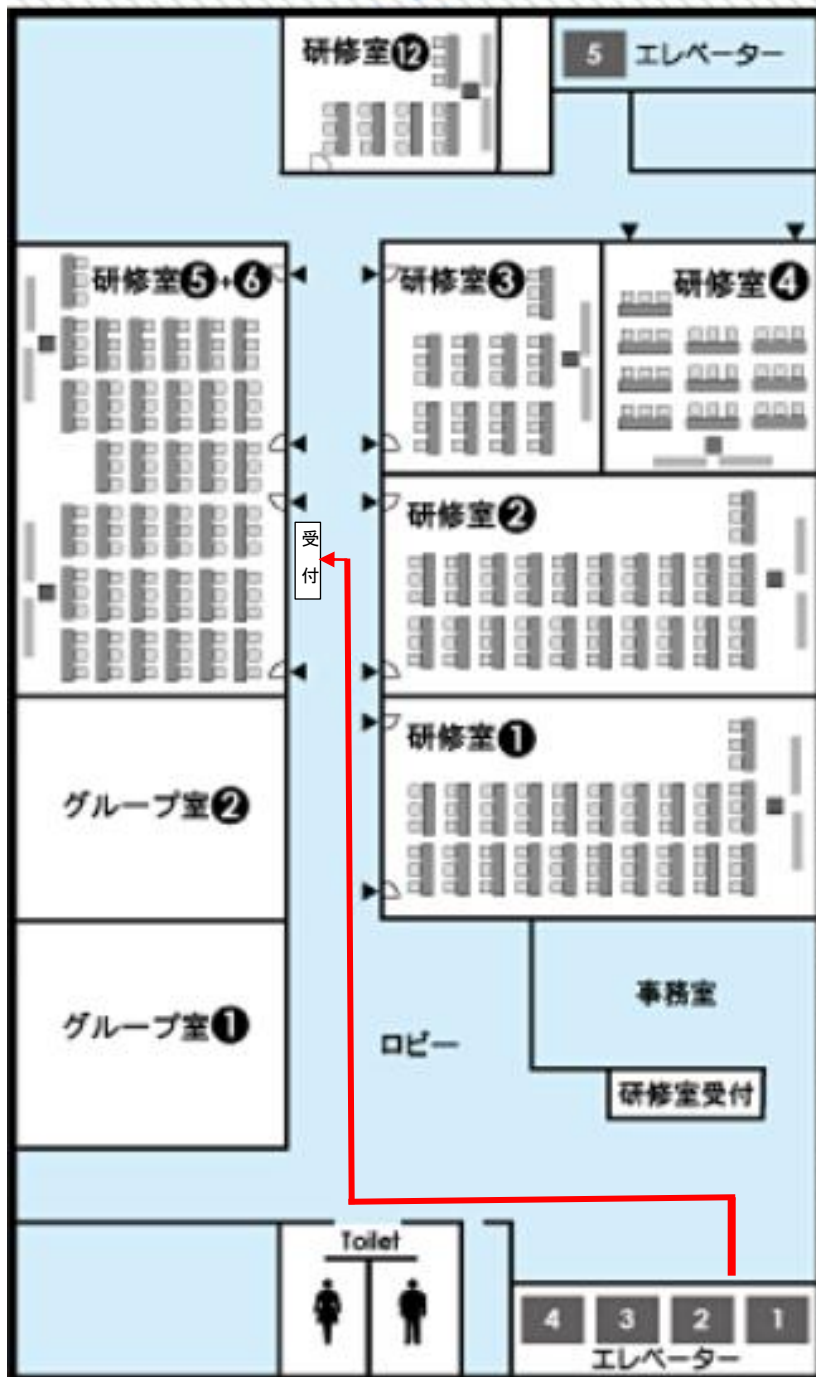 研修室⑫
5 エレベーター
研修室⑤+⑥
研修室③
研修室④
研修室②
受付
研修室①
グループ室②
グループ室①
事務室
ロビー
研修室受付
Toilet
4 3 2 1
エレベーター